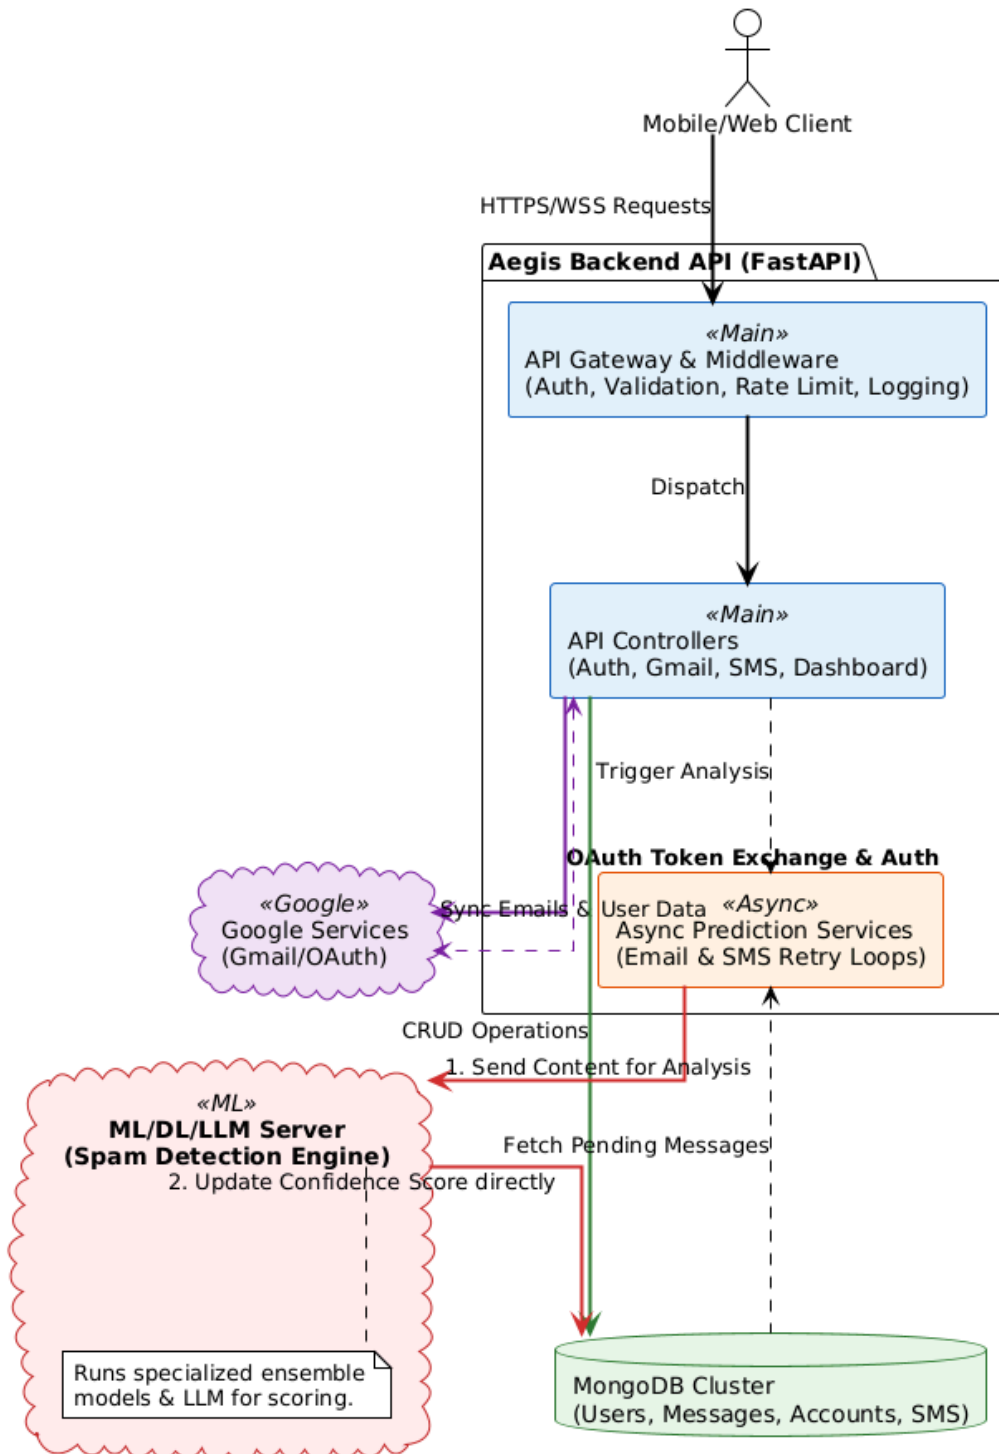 Mobile/Web Client
HTTPS/WSS Requests
Aegis Backend API (FastAPI)
«Main»
API Gateway & Middleware
(Auth, Validation, Rate Limit, Logging)
Dispatch
«Main»
API Controllers
(Auth, Gmail, SMS, Dashboard)
Trigger Analysis
OAuth Token Exchange & Auth
«Google»
Google Services
(Gmail/OAuth)
Sync Emails & User Data
«Async»
Async Prediction Services
(Email & SMS Retry Loops)
CRUD Operations
1. Send Content for Analysis
«ML»
ML/DL/LLM Server
(Spam Detection Engine)
Fetch Pending Messages
2. Update Confidence Score directly
Runs specialized ensemble
models & LLM for scoring.
MongoDB Cluster
(Users, Messages, Accounts, SMS)